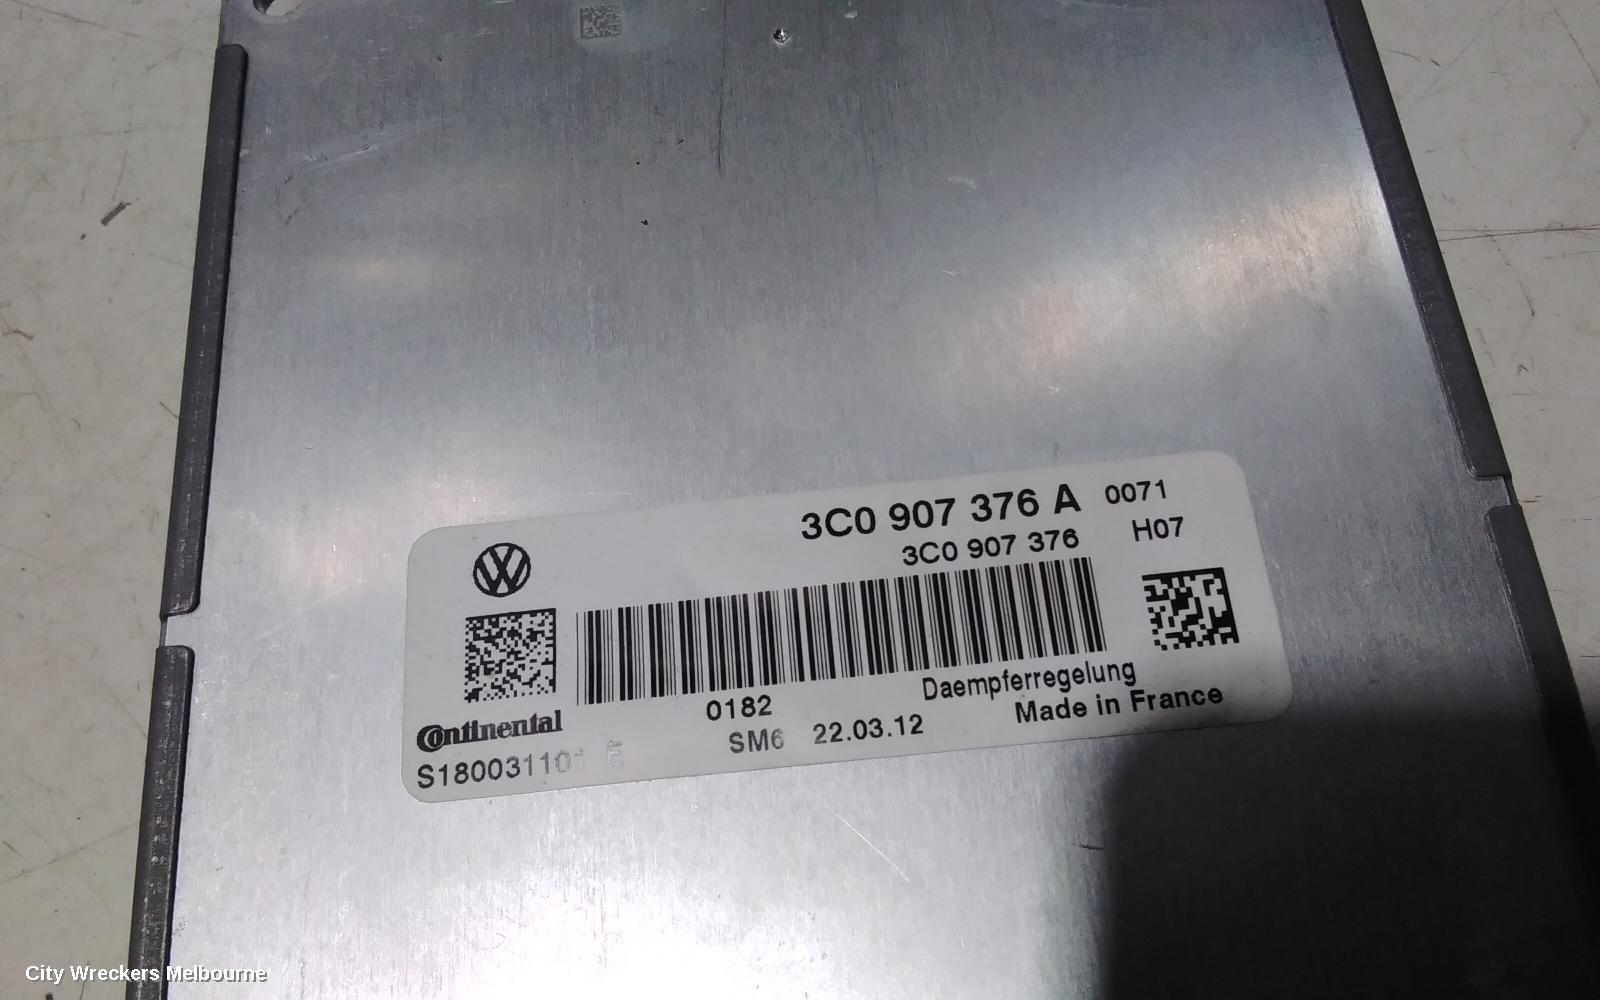 3C0 907 376 A 0071
3C0 907 376 H07
Daempferregelung
0182
Made in France
Continental
SM6 22.03.12
S180031101 E
City Wreckers Melbourne